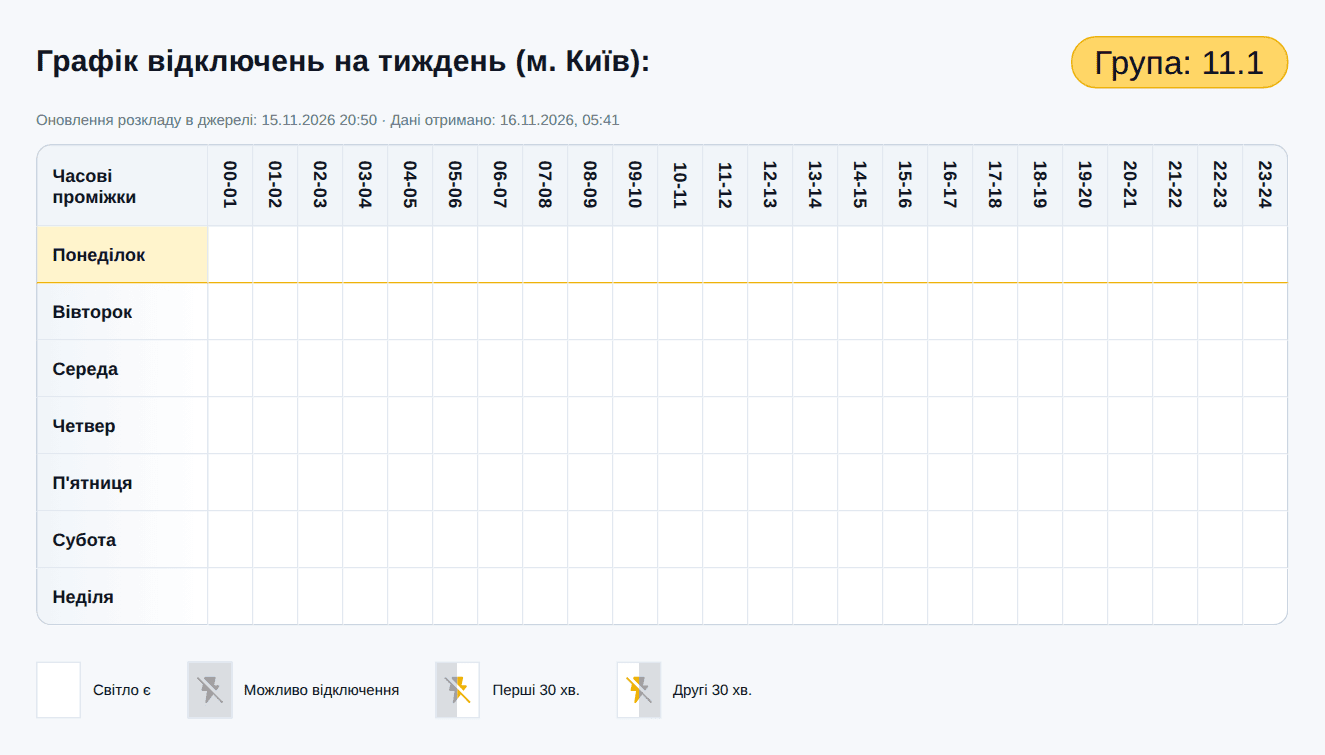 Графік відключень на тиждень (м. Київ):
Група: 11.1
Оновлення розкладу в джерелі: 15.11.2026 20:50 · Дані отримано: 16.11.2026, 05:41
Часові
проміжки
00-01
01-02
02-03
03-04
04-05
05-06
06-07
07-08
08-09
09-10
10-11
11-12
12-13
13-14
14-15
15-16
16-17
17-18
18-19
19-20
20-21
21-22
22-23
23-24
Понеділок
Вівторок
Середа
Четвер
П'ятниця
Субота
Неділя
Світло є
Можливо відключення
Перші 30 хв.
Другі 30 хв.